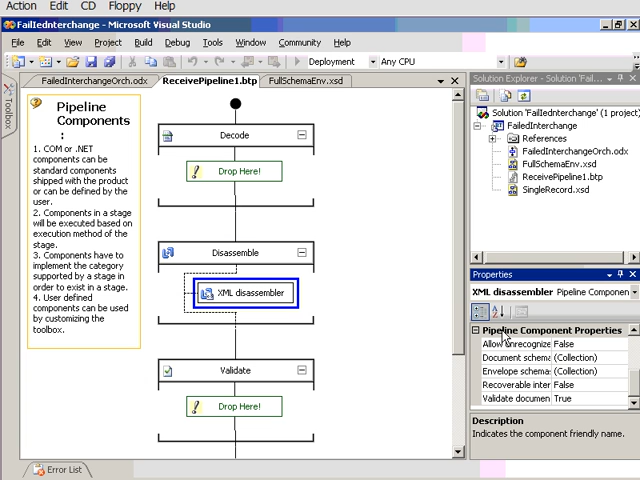 Action Edit CD Floppy Help
FailIednterchange - Microsoft Visual Studio
File Edit View Project Build Debug Tools Window Community Help
Deployment Any CPU
FailedInterchangeOrch.odx ReceivePipeline1.btp FullSchemaEnv.xsd
Toolbox
Pipeline
Components
:
1. COM or .NET
components can be
standard components
shipped with the product
or can be defined by the
user.
2. Components in a stage
will be executed based on
execution method of the
stage.
3. Components have to
implement the category
supported by a stage in
order to exist in a stage.
4. User defined
components can be used
by customizing the
toolbox.
Decode
Drop Here!
Disassemble
XML disassembler
Validate
Drop Here!
Error List
Solution Explorer - Solution 'Fail...
Solution 'FailIednterchange' (1 project)
FailedInterchange
References
FailedInterchangeOrch.odx
FullSchemaEnv.xsd
ReceivePipeline1.btp
SingleRecord.xsd
Properties
XML disassembler Pipeline Componen
Pipeline Component Properties
Allow unrecognize False
Document schema (Collection)
Envelope schema (Collection)
Recoverable inter False
Validate documen True
Description
Indicates the component friendly name.